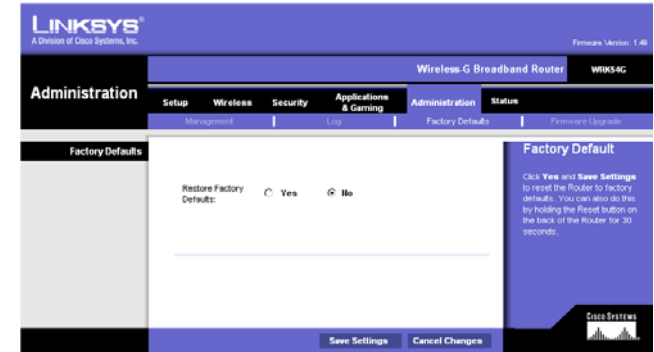 LINKSYS®
A Division of Cisco Systems, Inc.
Firmware Version: 1.40
Wireless-G Broadband Router WRK54G
Administration
Setup Wireless Security Applications & Gaming Administration Status
Management Log Factory Defaults Firmware Upgrade
Factory Defaults
Restore Factory
Defaults:
Yes No
Factory Default
Click Yes and Save Settings
to reset the Router to factory
defaults. You can also do this
by holding the Reset button on
the back of the Router for 30
seconds.
CISCO SYSTEMS
Save Settings Cancel Changes